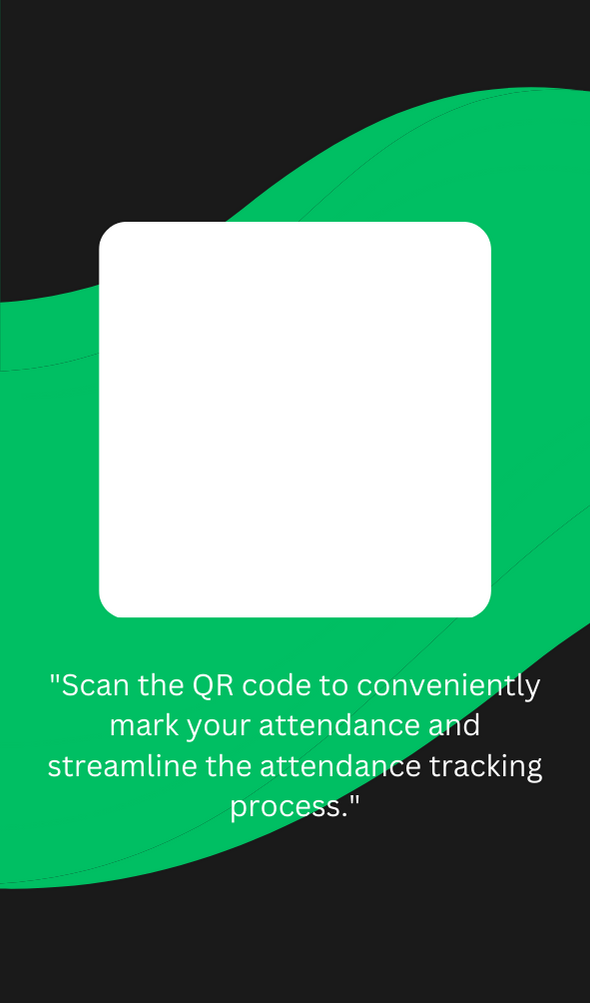 "Scan the QR code to conveniently
mark your attendance and
streamline the attendance tracking
process."